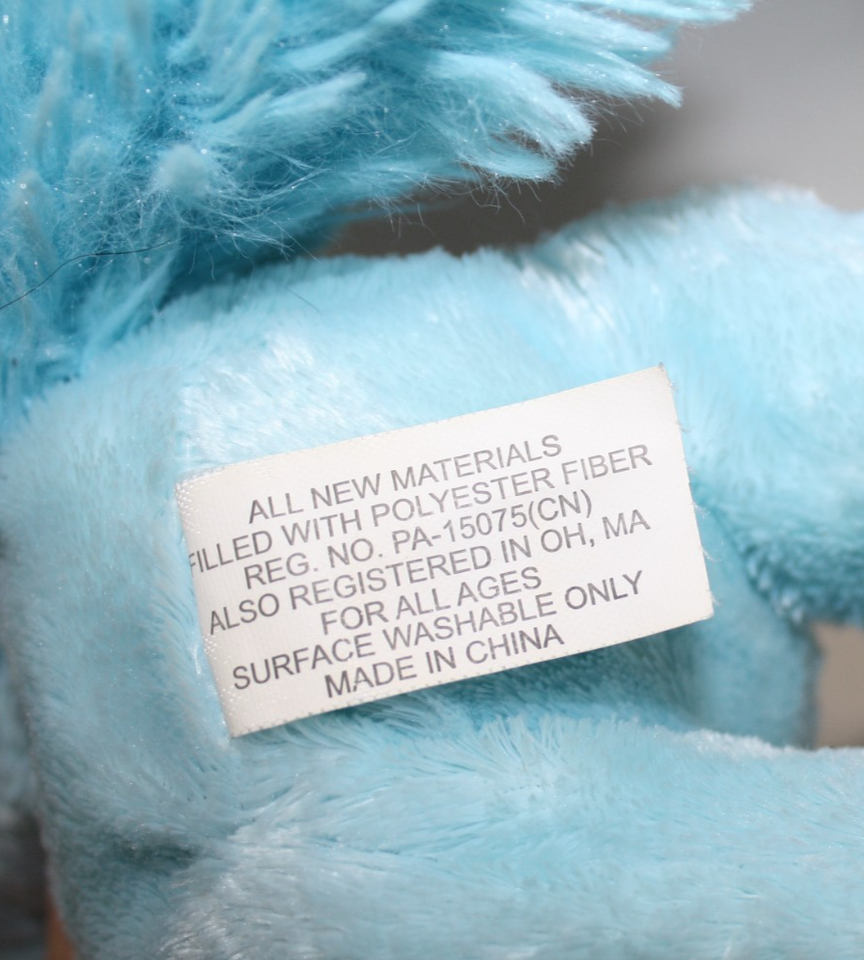 ALL NEW MATERIALS
FILLED WITH POLYESTER FIBER
REG. NO. PA-15075(CN)
ALSO REGISTERED IN OH, MA
FOR ALL AGES
SURFACE WASHABLE ONLY
MADE IN CHINA